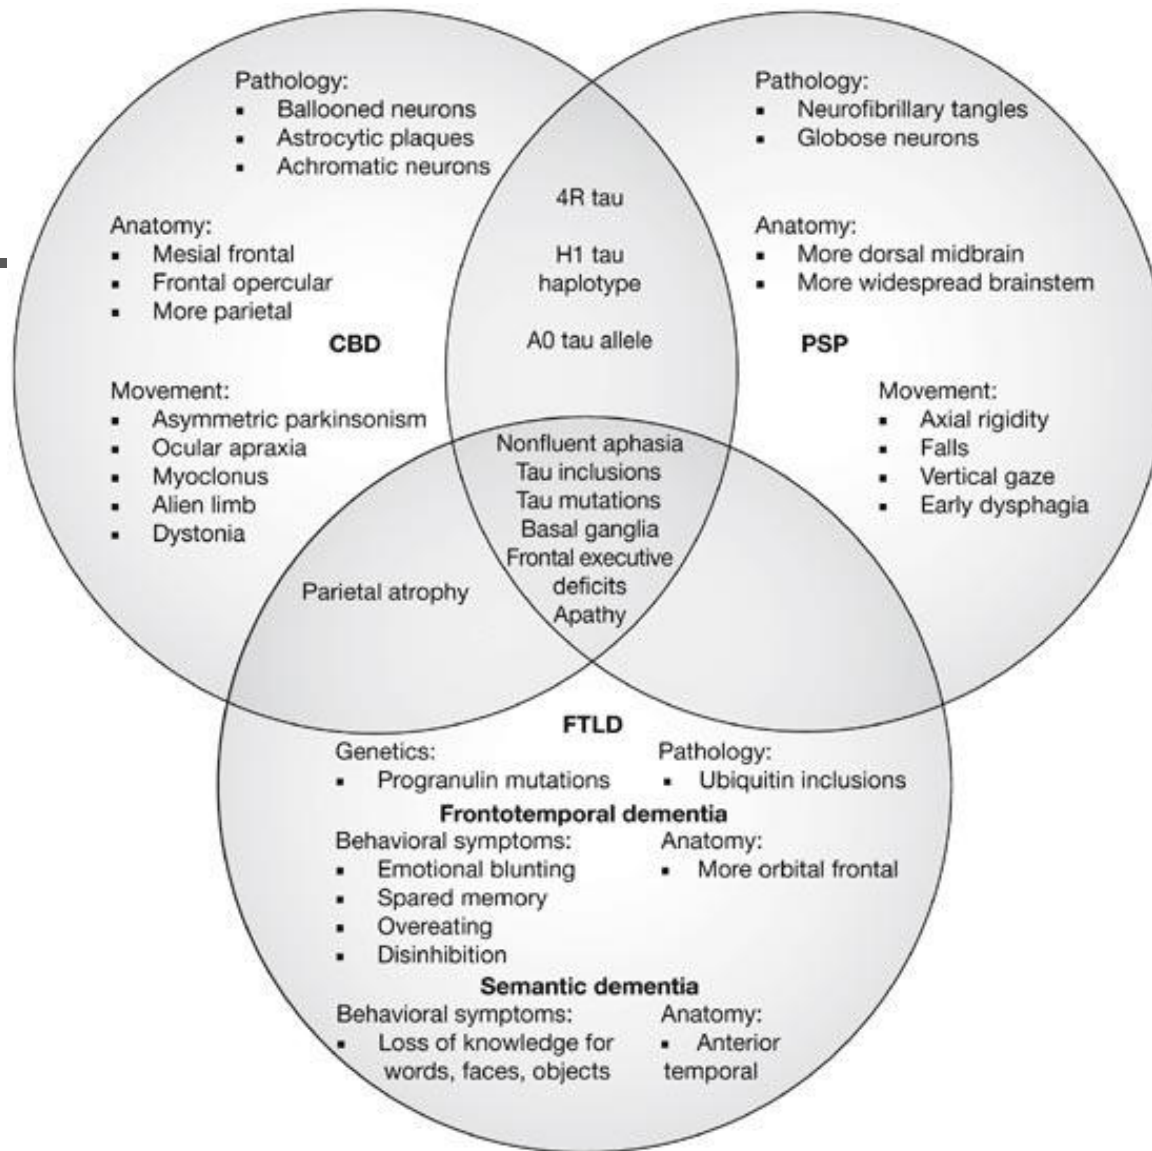 Pathology:
▪ Ballooned neurons
▪ Astrocytic plaques
▪ Achromatic neurons
Anatomy:
▪ Mesial frontal
▪ Frontal opercular
▪ More parietal
CBD
Movement:
▪ Asymmetric parkinsonism
▪ Ocular apraxia
▪ Myoclonus
▪ Alien limb
▪ Dystonia
4R tau
H1 tau
haplotype
A0 tau allele
Pathology:
▪ Neurofibrillary tangles
▪ Globose neurons
Anatomy:
▪ More dorsal midbrain
▪ More widespread brainstem
PSP
Movement:
▪ Axial rigidity
▪ Falls
▪ Vertical gaze
▪ Early dysphagia
Nonfluent aphasia
Tau inclusions
Tau mutations
Basal ganglia
Frontal executive
deficits
Apathy
Parietal atrophy
FTLD
Genetics:
▪ Progranulin mutations
Pathology:
▪ Ubiquitin inclusions
Frontotemporal dementia
Behavioral symptoms:
▪ Emotional blunting
▪ Spared memory
▪ Overeating
▪ Disinhibition
Anatomy:
▪ More orbital frontal
Semantic dementia
Behavioral symptoms:
▪ Loss of knowledge for
words, faces, objects
Anatomy:
▪ Anterior
temporal